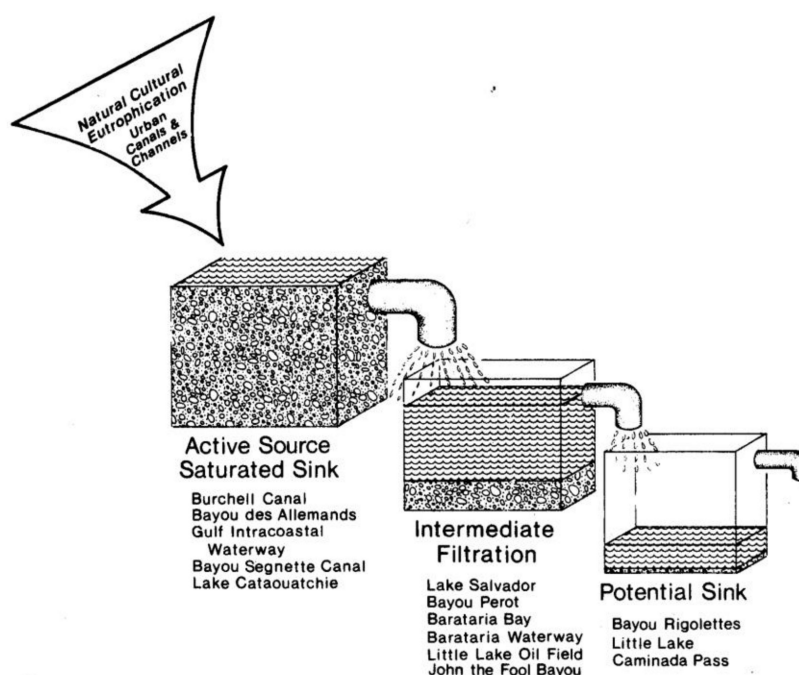 Natural Cultural
Eutrophication
Urban
Canals &
Channels
Active Source
Saturated Sink
Burchell Canal
Bayou des Allemands
Gulf Intracoastal
Waterway
Bayou Segnette Canal
Lake Cataouatchie
Intermediate
Filtration
Lake Salvador
Bayou Perot
Barataria Bay
Barataria Waterway
Little Lake Oil Field
John the Fool Bayou
Potential Sink
Bayou Rigolettes
Little Lake
Caminada Pass